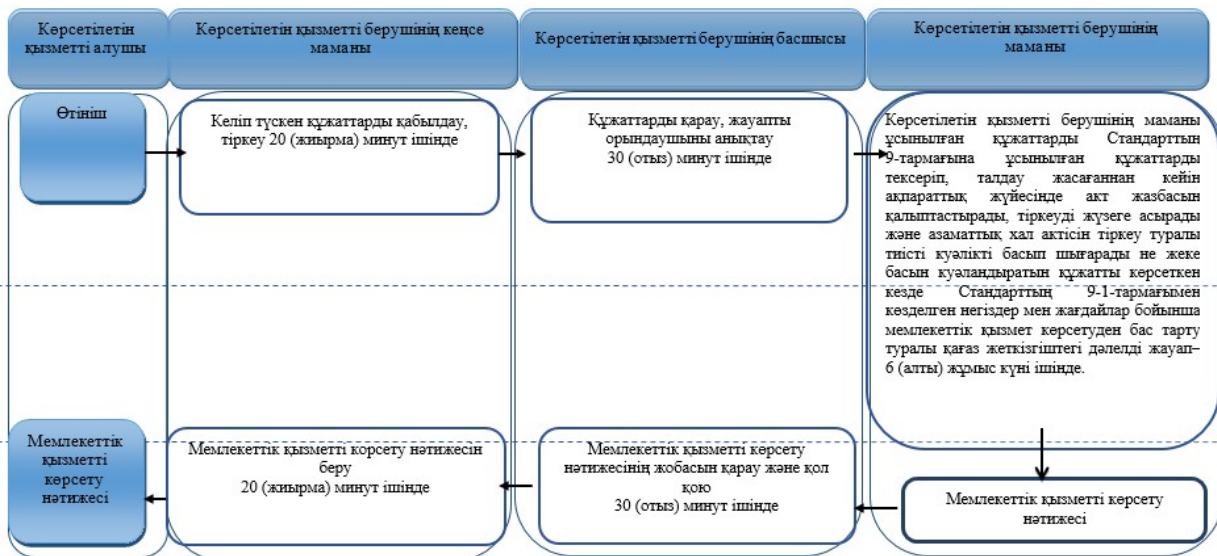 Көрсетілетін
қызметті алушы
Көрсетілетін қызметті берушінің кеңсе
маманы
Көрсетілетін қызметті берушінің басшысы
Көрсетілетін қызметті берушінің
маманы
Өтініш
Келіп түскен құжаттарды қабылдау,
тіркеу 20 (жиырма) минут ішінде
Құжаттарды қарау, жауапты
орындаушыны анықтау
30 (отыз) минут ішінде
Көрсетілетін қызметті берушінің маманы
ұсынылған құжаттарды Стандарттын
9-тармағына ұсынылған құжаттарды
тексеріп, талдау жасағаннан кейін
ақпараттық жүйесінде акт жазбасын
қалыптастырады, тіркеуді жүзеге асырады
және азаматтық хал актісін тіркеу туралы
тиісті куәлікті басып шығарады не жеке
басын куәландыратын құжатты көрсеткен
кезде Стандарттың 9-1-тармағымен
көзделген негіздер мен жағдайлар бойынша
мемлекеттік қызмет көрсетуден бас тарту
туралы қағаз жеткізгіштегі дәлелді жауап–
6 (алты) жұмыс күні ішінде.
Мемлекеттік
қызметті
көрсету
нәтижесі
Мемлекеттік қызметті корсету нәтижесін
беру
20 (жиырма) минут ішінде
Мемлекеттік қызметті көрсету
нәтижесінің жобасын қарау және қол
қою
30 (отыз) минут ішінде
Мемлекеттік қызметті көрсету
нәтижесі